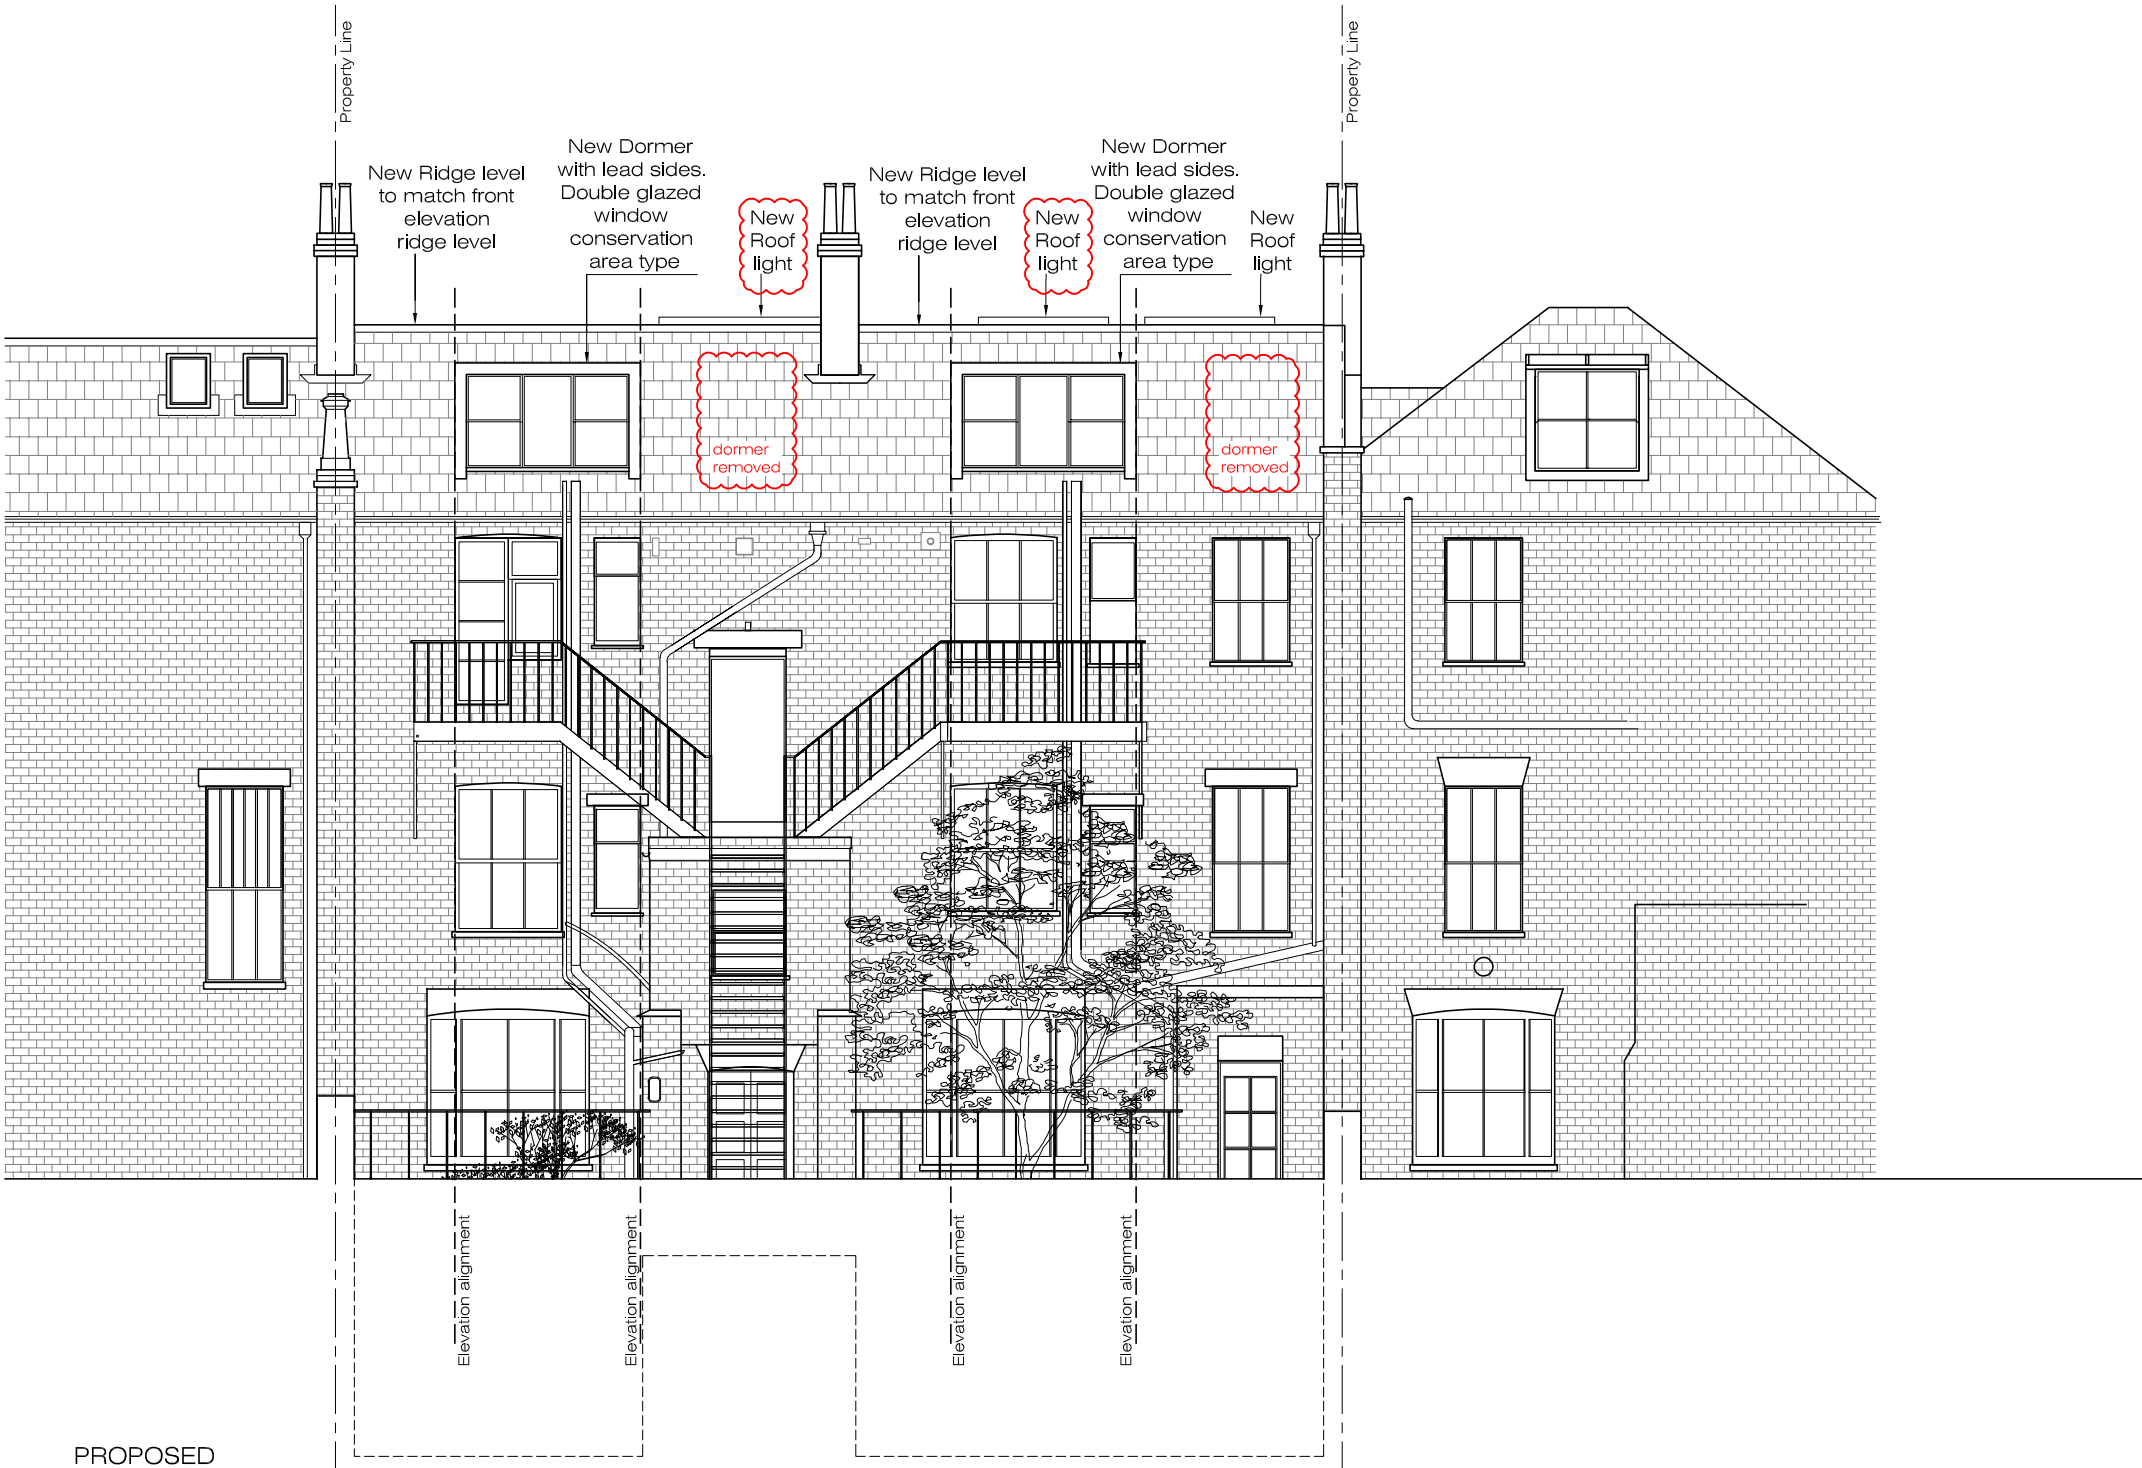 Property Line
Property Line
New Ridge level
to match front
elevation
ridge level
New Dormer
with lead sides.
Double glazed
window
conservation
area type
New
Roof
light
New Ridge level
to match front
elevation
ridge level
New
Roof
light
New Dormer
with lead sides.
Double glazed
window
conservation
area type
New
Roof
light
dormer
removed
dormer
removed
Elevation alignment
Elevation alignment
Elevation alignment
Elevation alignment
PROPOSED